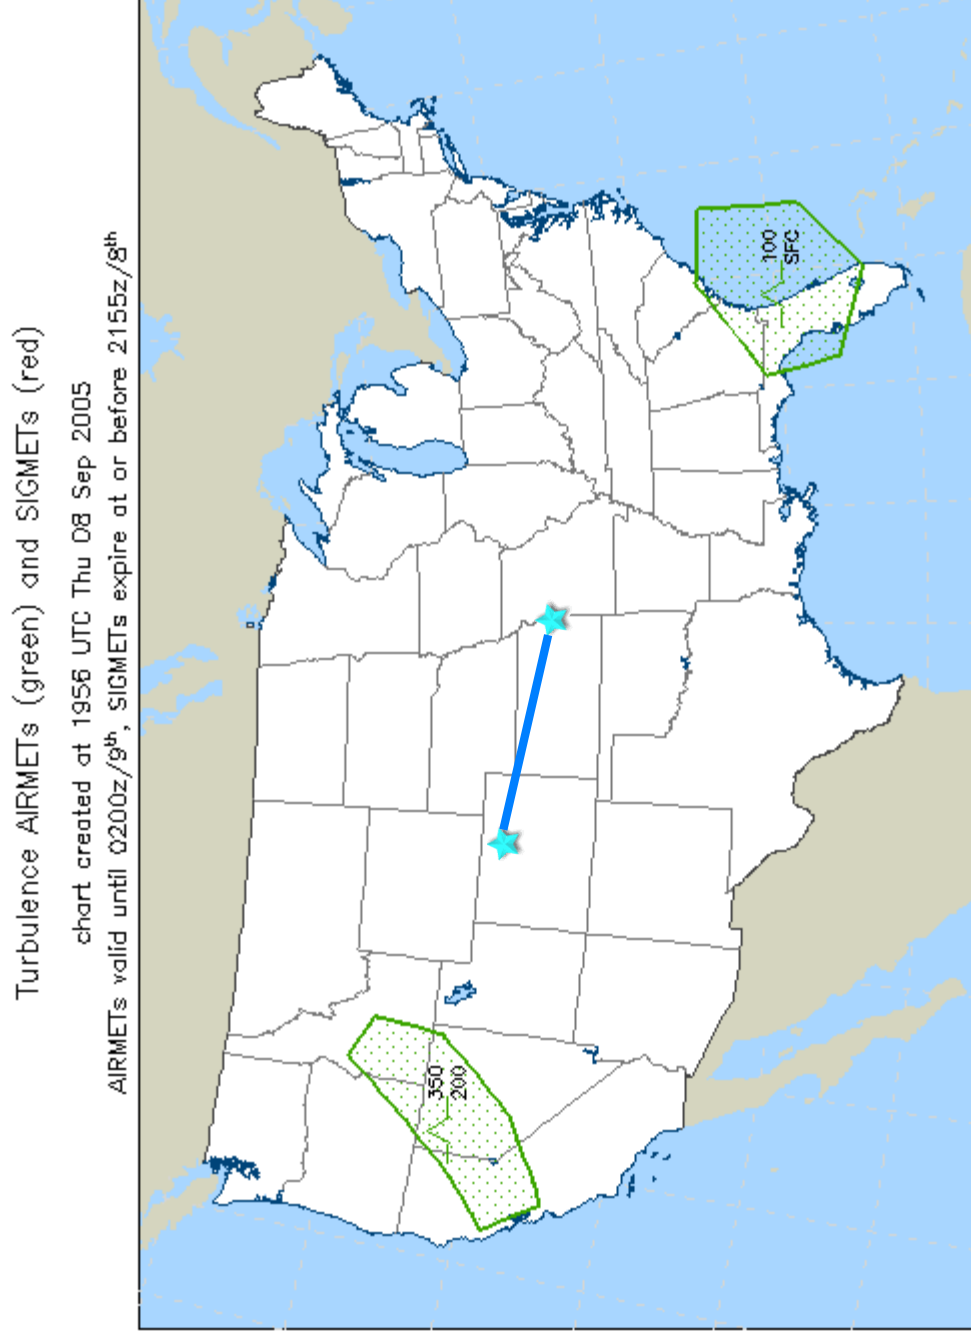 Turbulence AIRMETs (green) and SIGMETs (red)
chart created at 1956 UTC Thu 08 Sep 2005
AIRMETs valid until 0200z/9th, SIGMETs expire at or before 2155z/8th
350
200
100
SFC